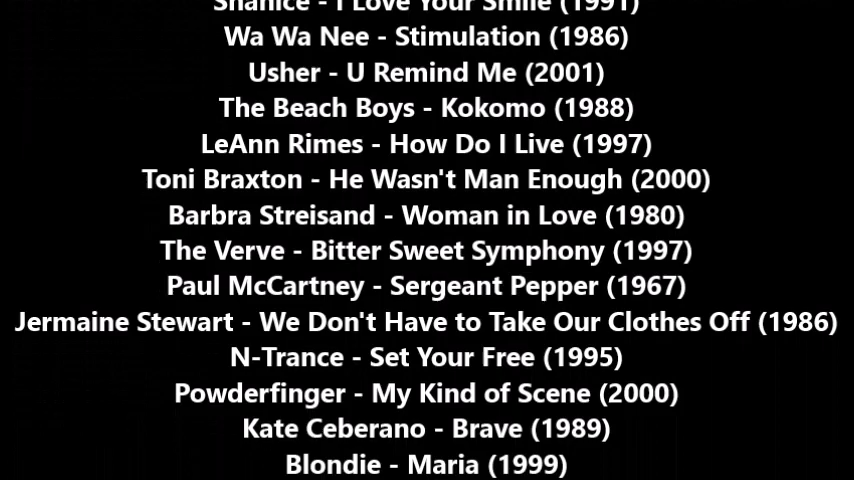 Shanice - I Love Your Smile (1991)
Wa Wa Nee - Stimulation (1986)
Usher - U Remind Me (2001)
The Beach Boys - Kokomo (1988)
LeAnn Rimes - How Do I Live (1997)
Toni Braxton - He Wasn't Man Enough (2000)
Barbra Streisand - Woman in Love (1980)
The Verve - Bitter Sweet Symphony (1997)
Paul McCartney - Sergeant Pepper (1967)
Jermaine Stewart - We Don't Have to Take Our Clothes Off (1986)
N-Trance - Set Your Free (1995)
Powderfinger - My Kind of Scene (2000)
Kate Ceberano - Brave (1989)
Blondie - Maria (1999)